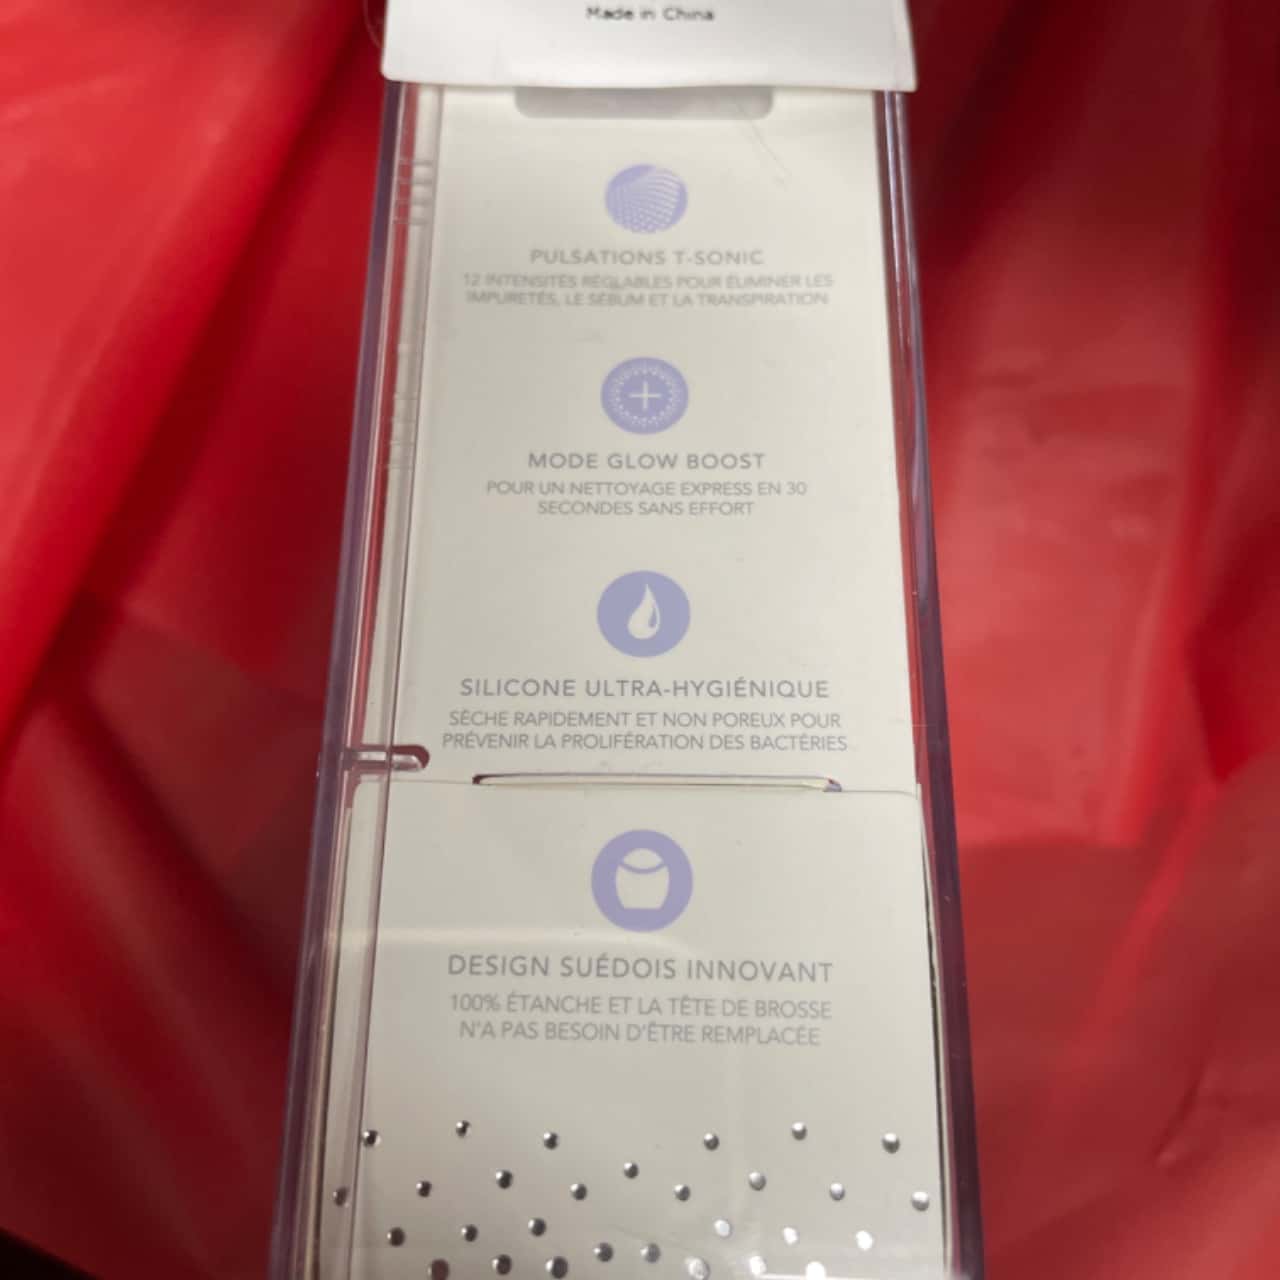 Made in China
PULSATIONS T-SONIC
12 INTENSITÉS RÉGLABLES POUR ÉLIMINER LES
IMPURETÉS, LE SÉBUM ET LA TRANSPIRATION
MODE GLOW BOOST
POUR UN NETTOYAGE EXPRESS EN 30
SECONDES SANS EFFORT
SILICONE ULTRA-HYGIÉNIQUE
SÈCHE RAPIDEMENT ET NON POREUX POUR
PRÉVENIR LA PROLIFÉRATION DES BACTÉRIES
DESIGN SUÉDOIS INNOVANT
100% ÉTANCHE ET LA TÊTE DE BROSSE
N'A PAS BESOIN D'ÊTRE REMPLACÉE